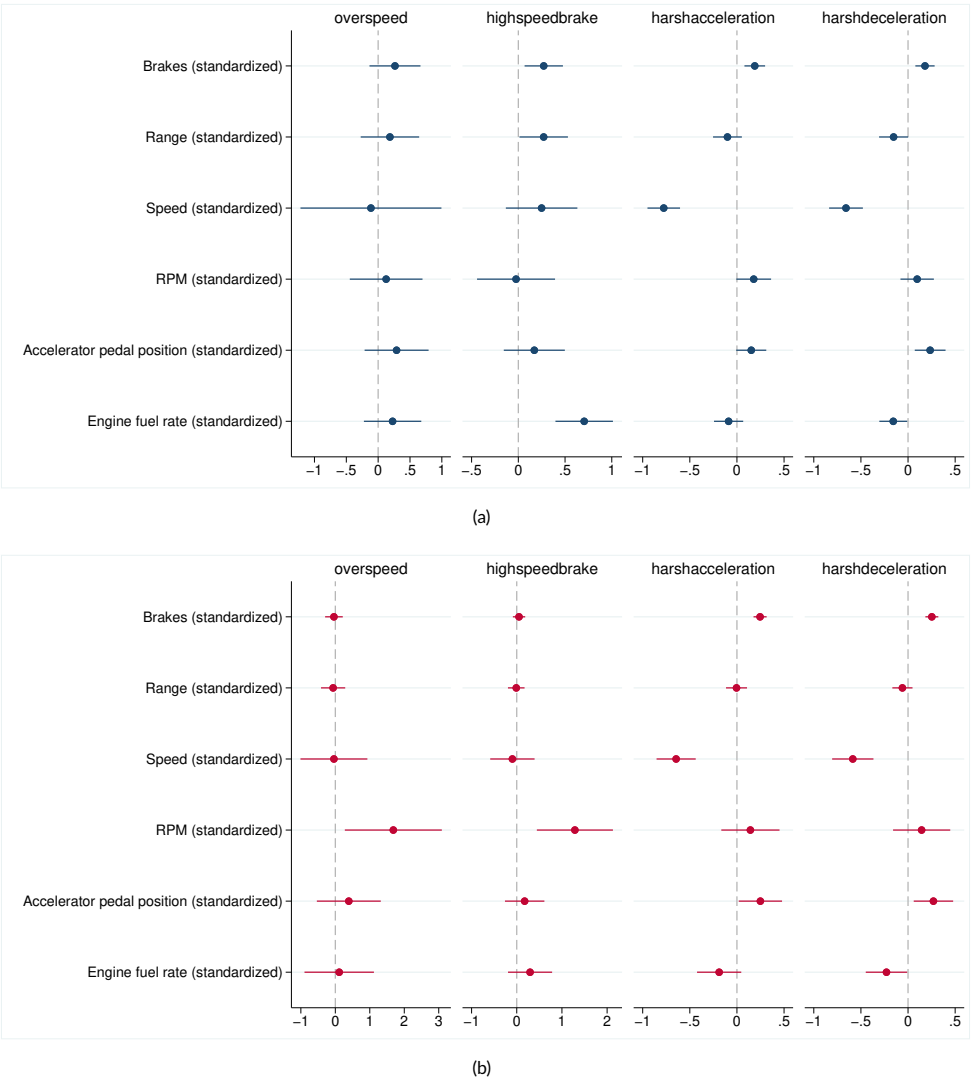 overspeed highspeedbrake harshacceleration harshdeceleration
Brakes (standardized)
Range (standardized)
Speed (standardized)
RPM (standardized)
Accelerator pedal position (standardized)
Engine fuel rate (standardized)
−1 −.5 0 .5 1 −.5 0 .5 1 −1 −.5 0 .5 −1 −.5 0 .5
(a)
overspeed highspeedbrake harshacceleration harshdeceleration
Brakes (standardized)
Range (standardized)
Speed (standardized)
RPM (standardized)
Accelerator pedal position (standardized)
Engine fuel rate (standardized)
−1 0 1 2 3 −1 0 1 2 −1 −.5 0 .5 −1 −.5 0 .5
(b)